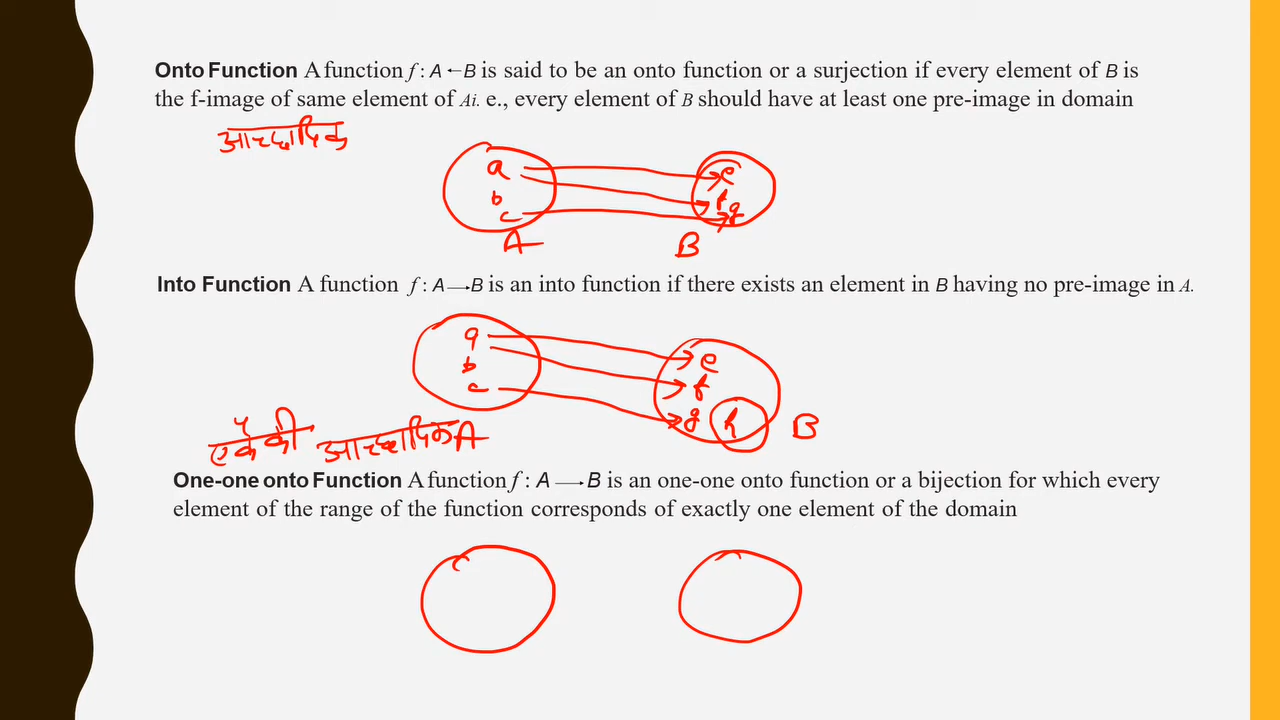 Onto Function A function f : A ←B is said to be an onto function or a surjection if every element of B is
the f-image of same element of Ai. e., every element of B should have at least one pre-image in domain
आच्छादिक
a e
b f
c g
A B
Into Function A function f : A → B is an into function if there exists an element in B having no pre-image in A.
a e
b f
c g h
B
एकैकी आच्छादिक A
One-one onto Function A function f : A → B is an one-one onto function or a bijection for which every
element of the range of the function corresponds of exactly one element of the domain